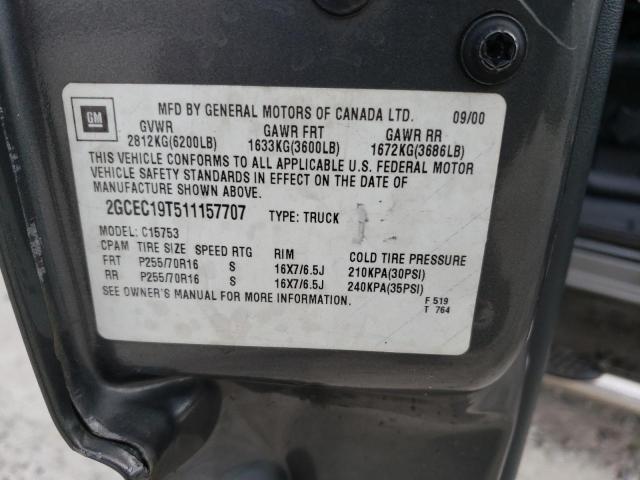 GM
MFD BY GENERAL MOTORS OF CANADA LTD. 09/00
GVWR GAWR FRT GAWR RR
2812KG(6200LB) 1633KG(3600LB) 1672KG(3686LB)
THIS VEHICLE CONFORMS TO ALL APPLICABLE U.S. FEDERAL MOTOR
VEHICLE SAFETY STANDARDS IN EFFECT ON THE DATE OF
MANUFACTURE SHOWN ABOVE.
2GCEC19T511157707 TYPE: TRUCK
MODEL: C15753
CPAM TIRE SIZE SPEED RTG RIM COLD TIRE PRESSURE
FRT P255/70R16 S 16X7/6.5J 210KPA(30PSI)
RR P255/70R16 S 16X7/6.5J 240KPA(35PSI)
SEE OWNER'S MANUAL FOR MORE INFORMATION.
F 519
T 764